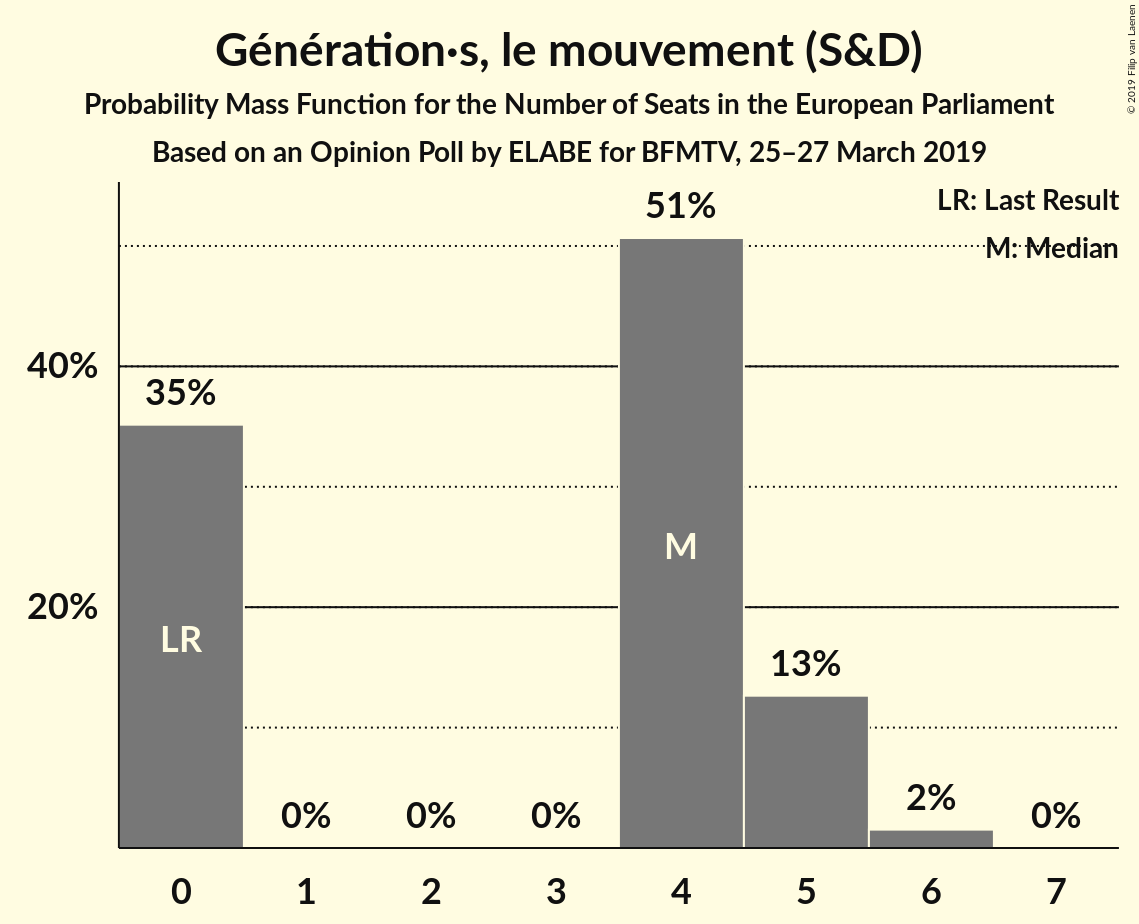 Génération·s, le mouvement (S&D)
Probability Mass Function for the Number of Seats in the European Parliament
Based on an Opinion Poll by ELABE for BFMTV, 25–27 March 2019
© 2019 Filip van Laenen
LR: Last Result
M: Median
51%
40%
35%
M
20%
LR
13%
2%
0%
0%
0%
0%
0
1
2
3
4
5
6
7